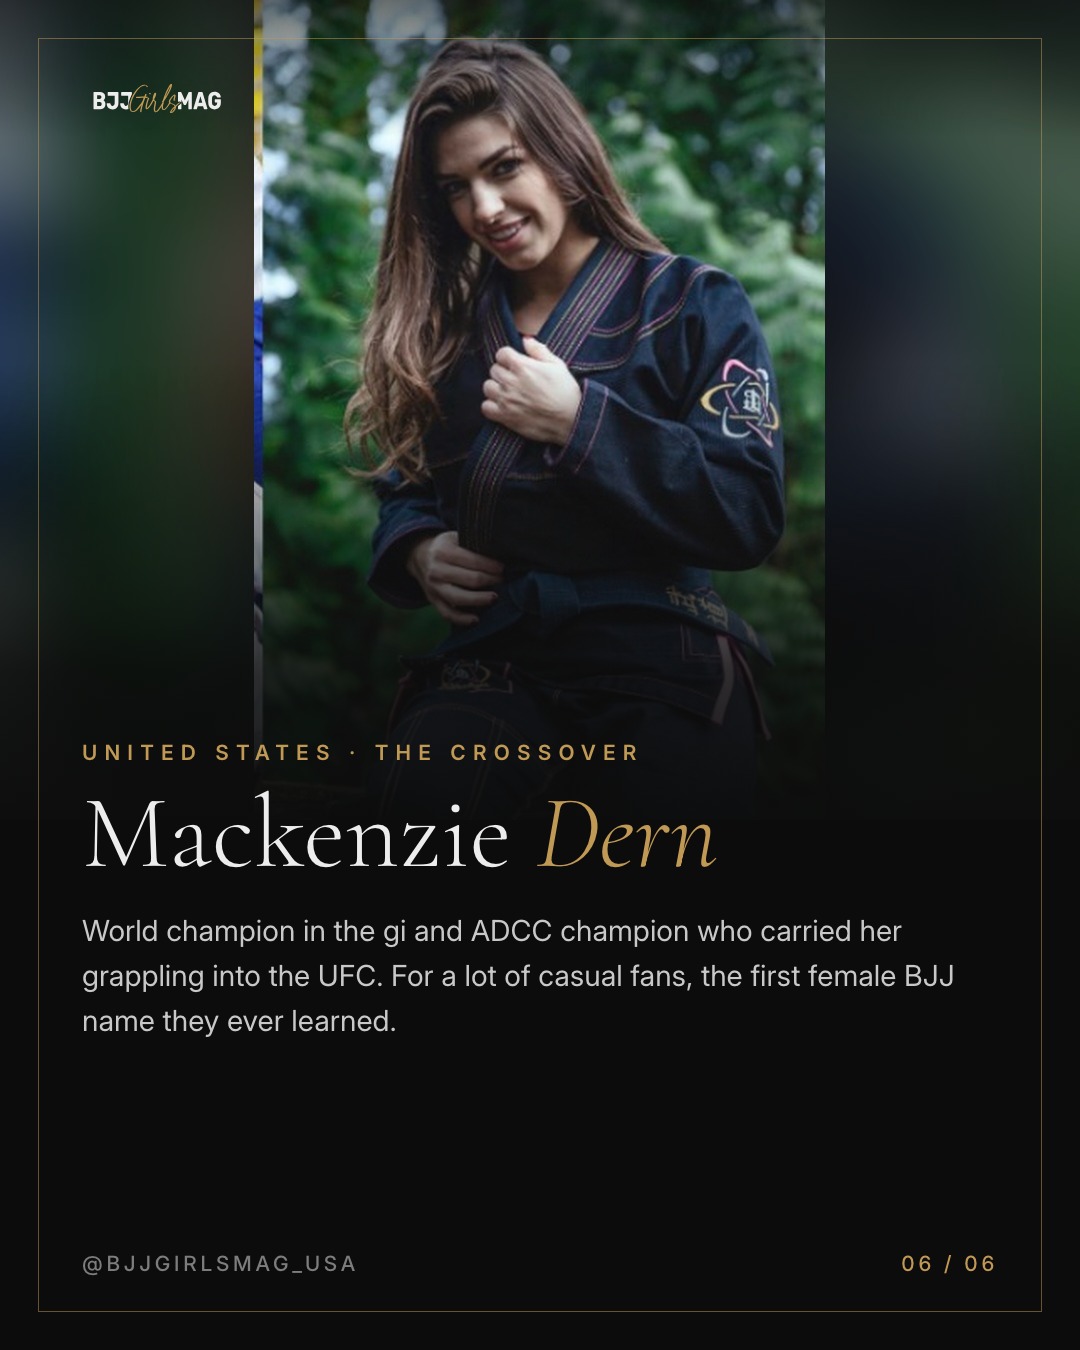 BJJGirlsMAG
UNITED STATES · THE CROSSOVER
Mackenzie Dern
World champion in the gi and ADCC champion who carried her
grappling into the UFC. For a lot of casual fans, the first female BJJ
name they ever learned.
@BJJGIRLSMAG_USA
06 / 06